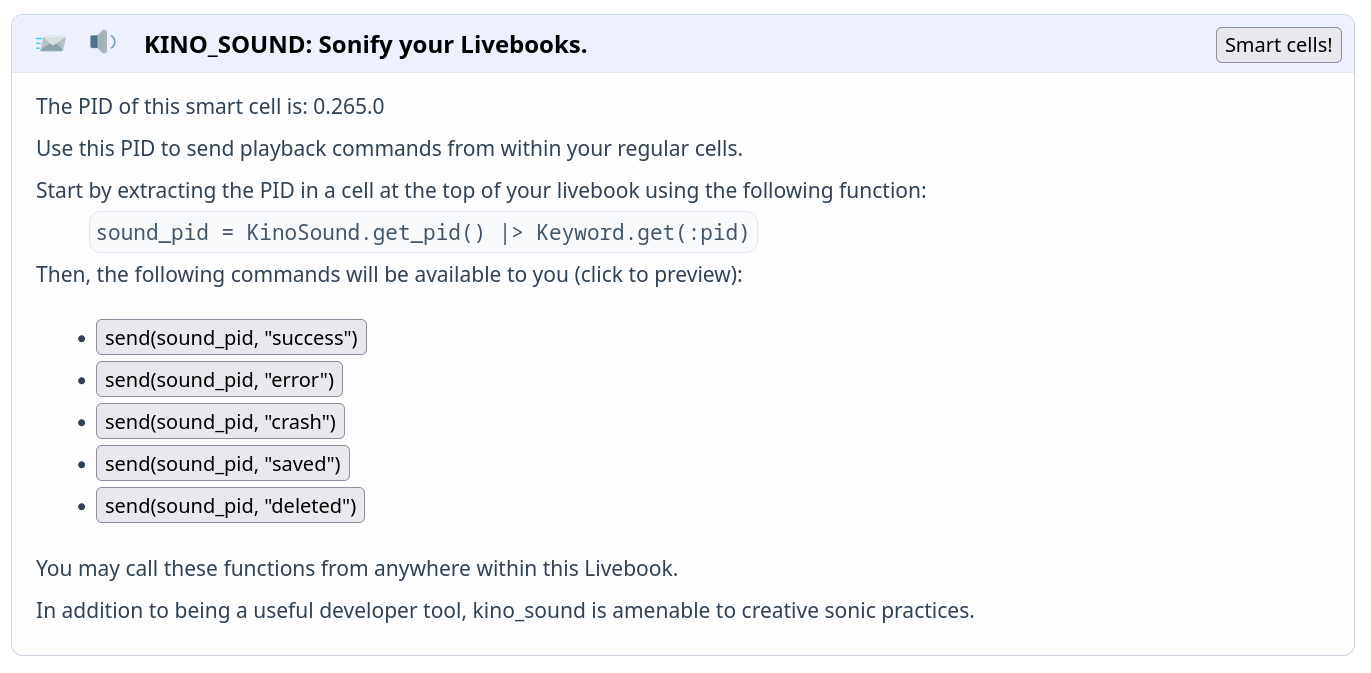 KINO_SOUND: Sonify your Livebooks.
Smart cells!
The PID of this smart cell is: 0.265.0
Use this PID to send playback commands from within your regular cells.
Start by extracting the PID in a cell at the top of your livebook using the following function:
sound_pid = KinoSound.get_pid() |> Keyword.get(:pid)
Then, the following commands will be available to you (click to preview):
send(sound_pid, "success")
send(sound_pid, "error")
send(sound_pid, "crash")
send(sound_pid, "saved")
send(sound_pid, "deleted")
You may call these functions from anywhere within this Livebook.
In addition to being a useful developer tool, kino_sound is amenable to creative sonic practices.